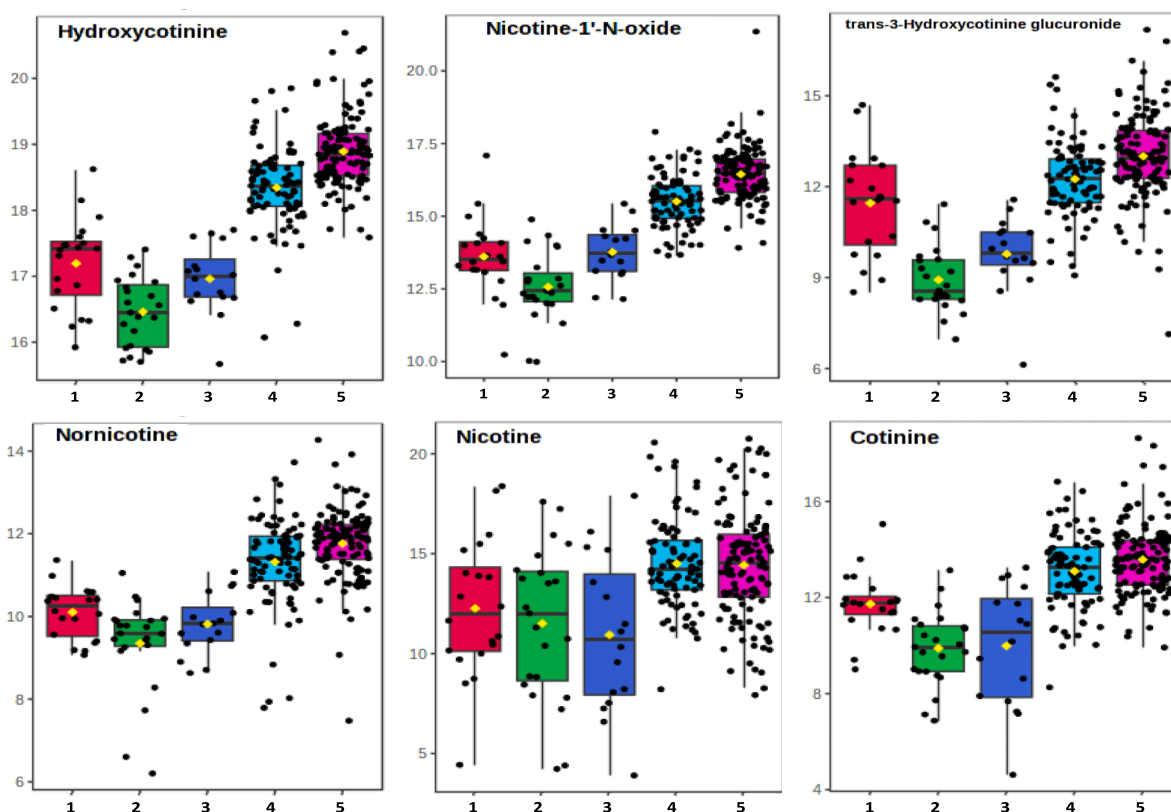 Hydroxycotinine
20
19
18
17
16
1 2 3 4 5
Nicotine-1'-N-oxide
20.0
17.5
15.0
12.5
10.0
1 2 3 4 5
trans-3-Hydroxycotinine glucuronide
15
12
9
6
1 2 3 4 5
Nornicotine
14
12
10
8
6
1 2 3 4 5
Nicotine
20
15
10
5
1 2 3 4 5
Cotinine
16
12
8
4
1 2 3 4 5